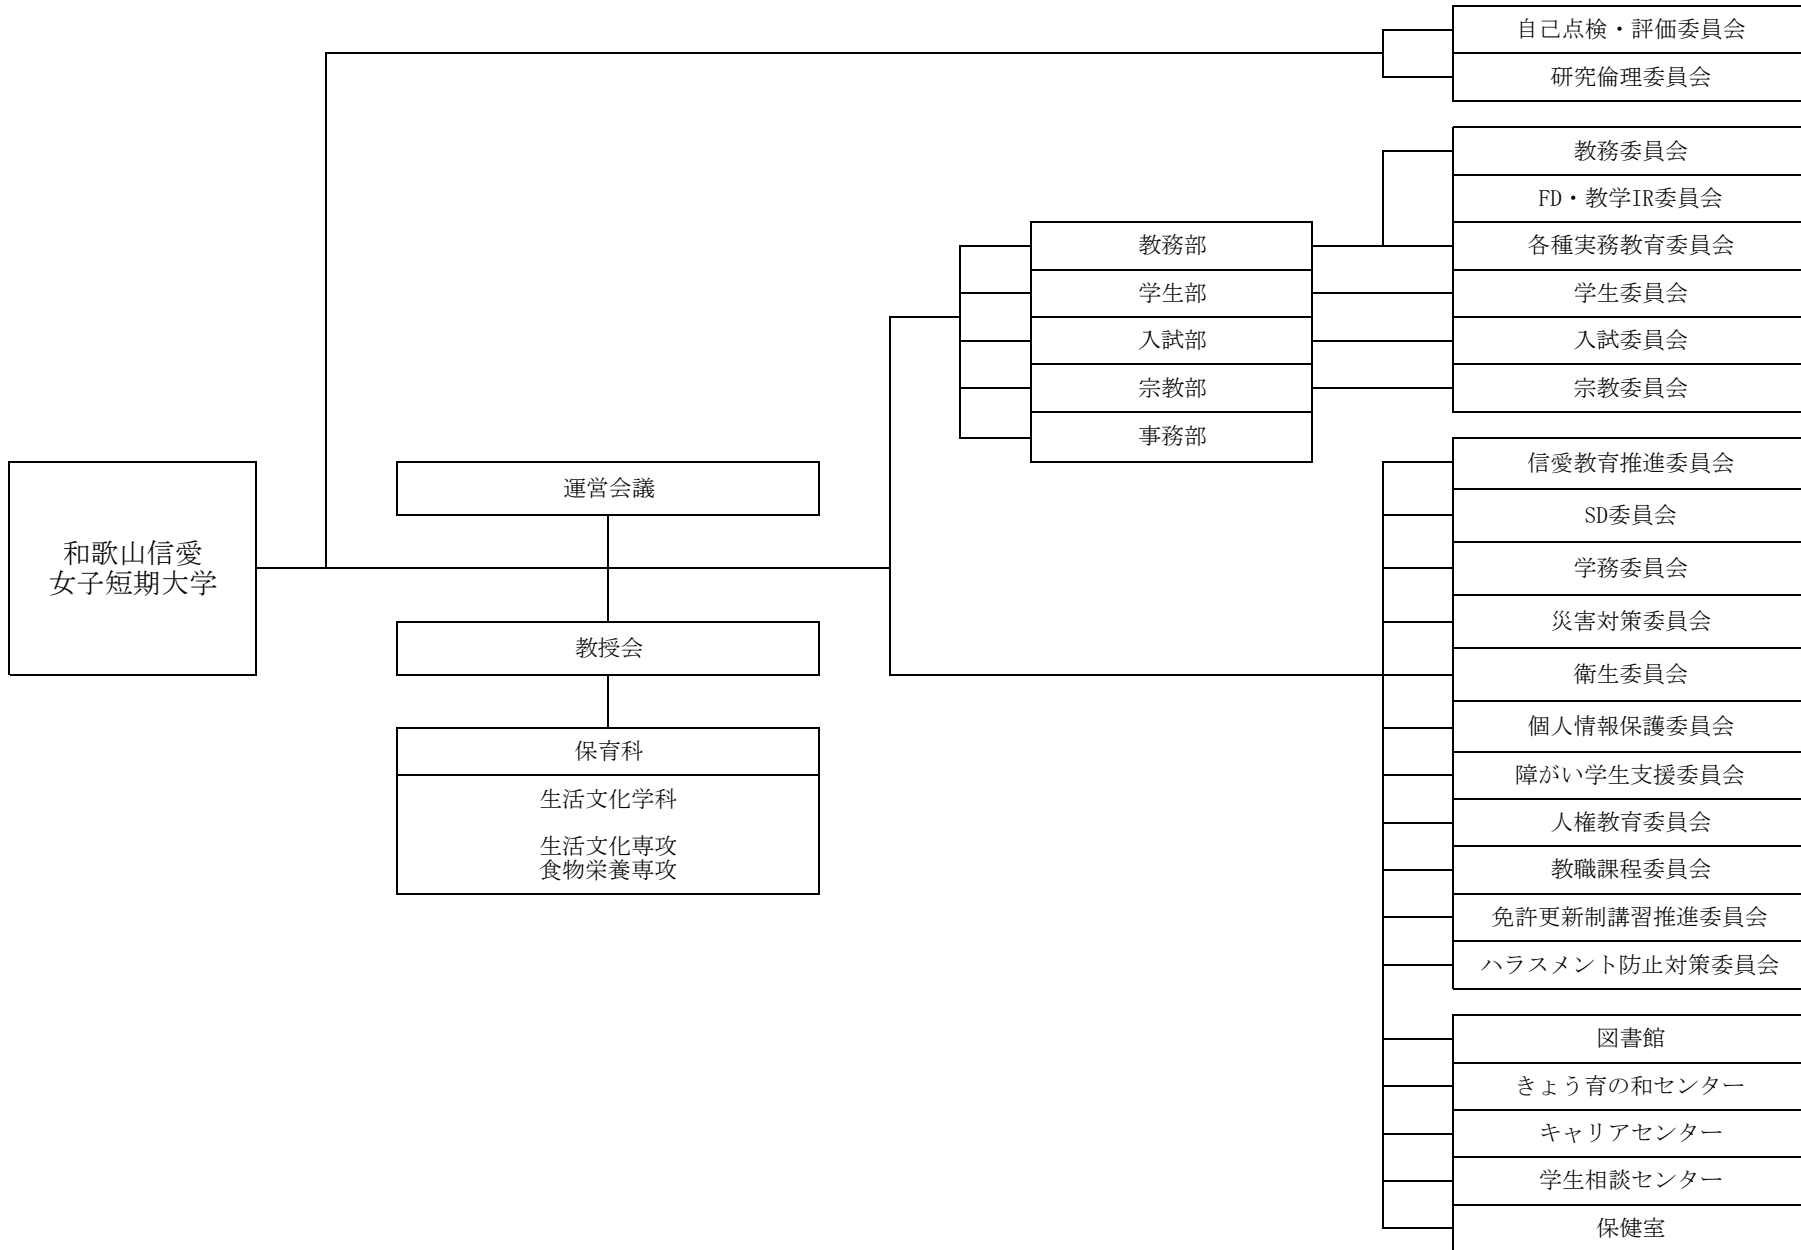 和歌山信愛
女子短期大学
運営会議
教授会
保育科
生活文化学科
生活文化専攻
食物栄養専攻
教務部
学生部
入試部
宗教部
事務部
自己点検・評価委員会
研究倫理委員会
教務委員会
FD・教学IR委員会
各種実務教育委員会
学生委員会
入試委員会
宗教委員会
信愛教育推進委員会
SD委員会
学務委員会
災害対策委員会
衛生委員会
個人情報保護委員会
障がい学生支援委員会
人権教育委員会
教職課程委員会
免許更新制講習推進委員会
ハラスメント防止対策委員会
図書館
きょう育の和センター
キャリアセンター
学生相談センター
保健室